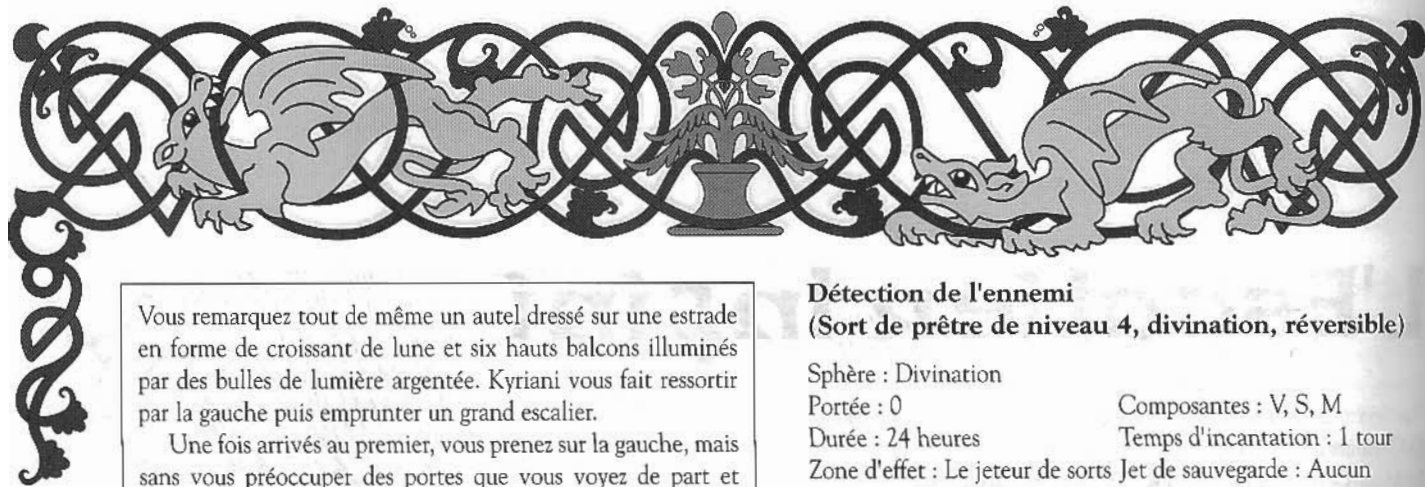 Vous remarquez tout de même un autel dressé sur une estrade
en forme de croissant de lune et six hauts balcons illuminés
par des bulles de lumière argentée. Kyriani vous fait ressortir
par la gauche puis emprunter un grand escalier.
Une fois arrivés au premier, vous prenez sur la gauche, mais
sans vous préoccuper des portes que vous voyez de part et
Détection de l'ennemi
(Sort de prêtre de niveau 4, divination, réversible)
Sphère : Divination
Portée : 0
Composantes : V, S, M
Durée : 24 heures
Temps d'incantation : 1 tour
Zone d'effet : Le jeteur de sorts Jet de sauvegarde : Aucun